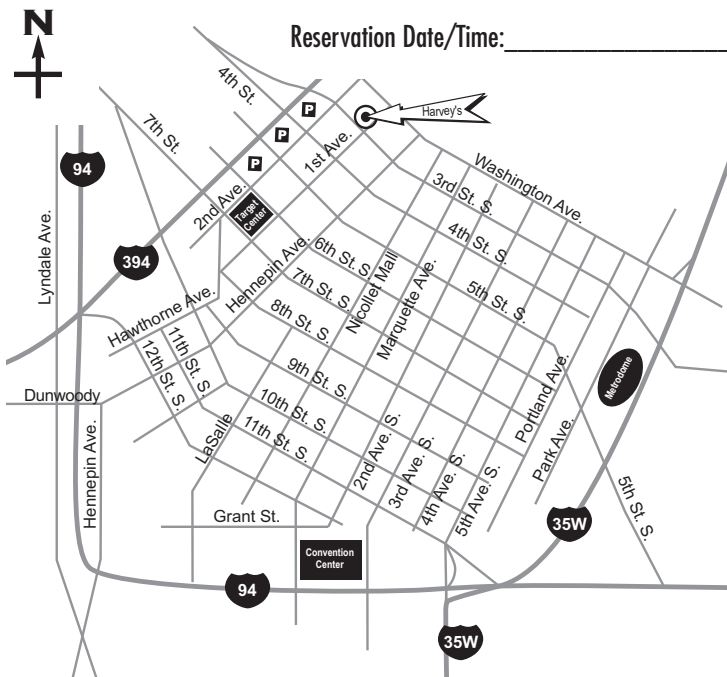 N
Reservation Date/Time:____________________
4th St.
7th St.
P
P
P
Harvey's
94
1st Ave.
Washington Ave.
3rd St. S.
2nd Ave.
Target
Center
4th St. S.
Lyndale Ave.
394
Hennepin Ave.
6th St. S.
Nicollet Mall
Marquette Ave.
5th St. S.
7th St. S.
Hawthorne Ave.
8th St. S.
11th St. S.
12th St. S.
9th St. S.
Portland Ave.
Metrodome
Dunwoody
10th St. S.
11th St. S.
LaSalle
2nd Ave. S.
3rd Ave. S.
4th Ave. S.
5th Ave. S.
Park Ave.
Hennepin Ave.
5th St. S.
Grant St.
35W
Convention
Center
94
35W